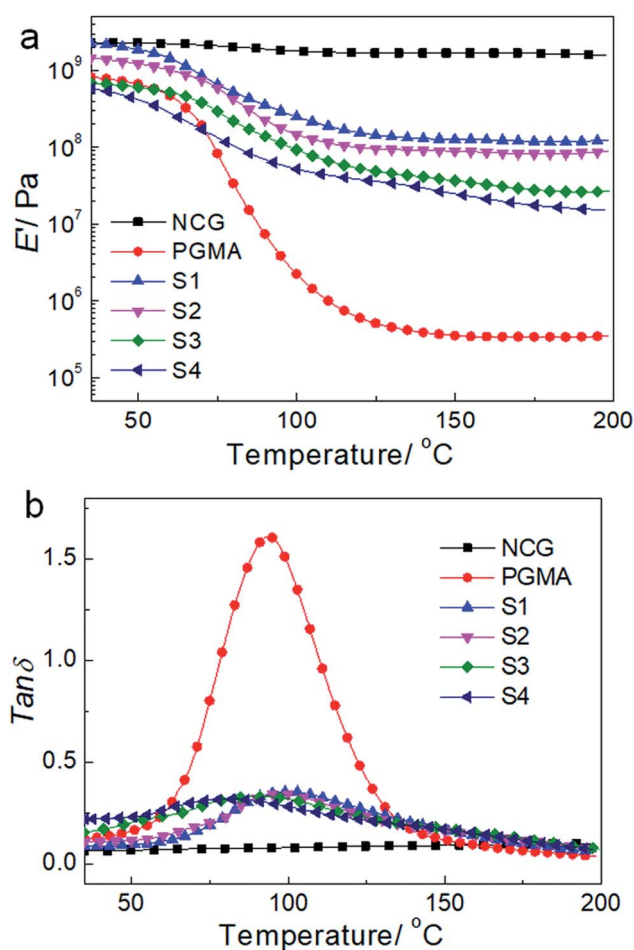 a
10⁹
10⁸
10⁷
10⁶
10⁵
E'/ Pa
NCG
PGMA
S1
S2
S3
S4
50 100 150 200
Temperature/ °C
b
1.5
1.0
0.5
0.0
Tanδ
NCG
PGMA
S1
S2
S3
S4
50 100 150 200
Temperature/ °C